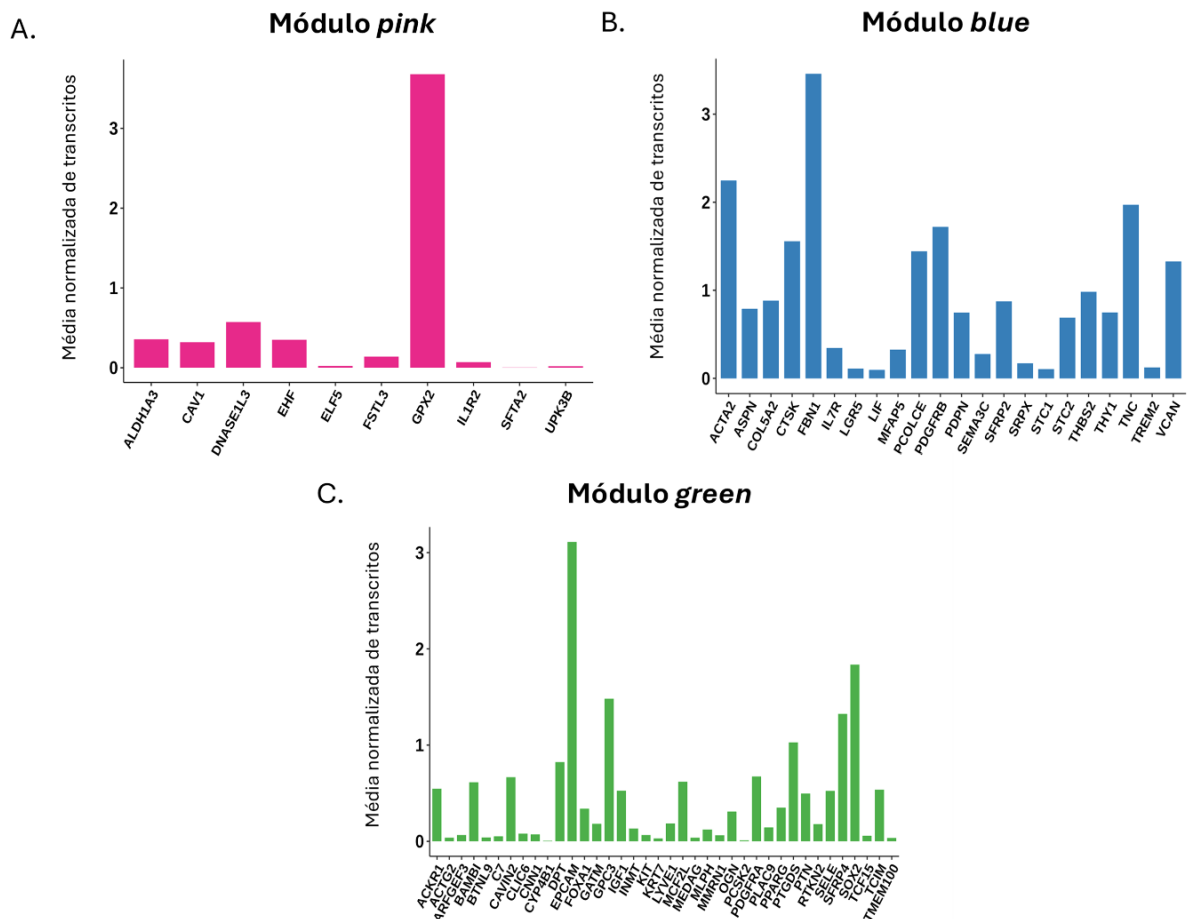 A.
Módulo pink
Média normalizada de transcritos
3
2
1
0
ALDH1A3
CAV1
DNASE1L3
EHF
ELF5
FSTL3
GPX2
IL1R2
SFTA2
UPK3B
B.
Módulo blue
Média normalizada de transcritos
3
2
1
0
ACTA2
ASPN
COL5A2
CTSK
FBN1
IL7R
LGR5
LIF
MFAP5
PCOLCE
PDGFRB
PDPN
SEMA3C
SFRP2
SRPX
STC1
STC2
THBS2
THY1
TNC
TREM2
VCAN
C.
Módulo green
Média normalizada de transcritos
3
2
1
0
ACKR1
ACTG2
ARFGEF3
BAMBI
BTNL9
C7
CAVIN2
CLIC6
CNN1
CYP4B1
DPT
EPCAM
FOXA1
GATM
GPC3
IGF1
INMT
KIT
KRT7
LYVE1
MCF2L
MEDAG
MLPH
MMRN1
OGN
PCSK2
PDGFRA
PLAC9
PPARG
PTGDS
PTN
RTKN2
SELE
SFRP4
SOX2
TCF15
TCIM
TMEM100